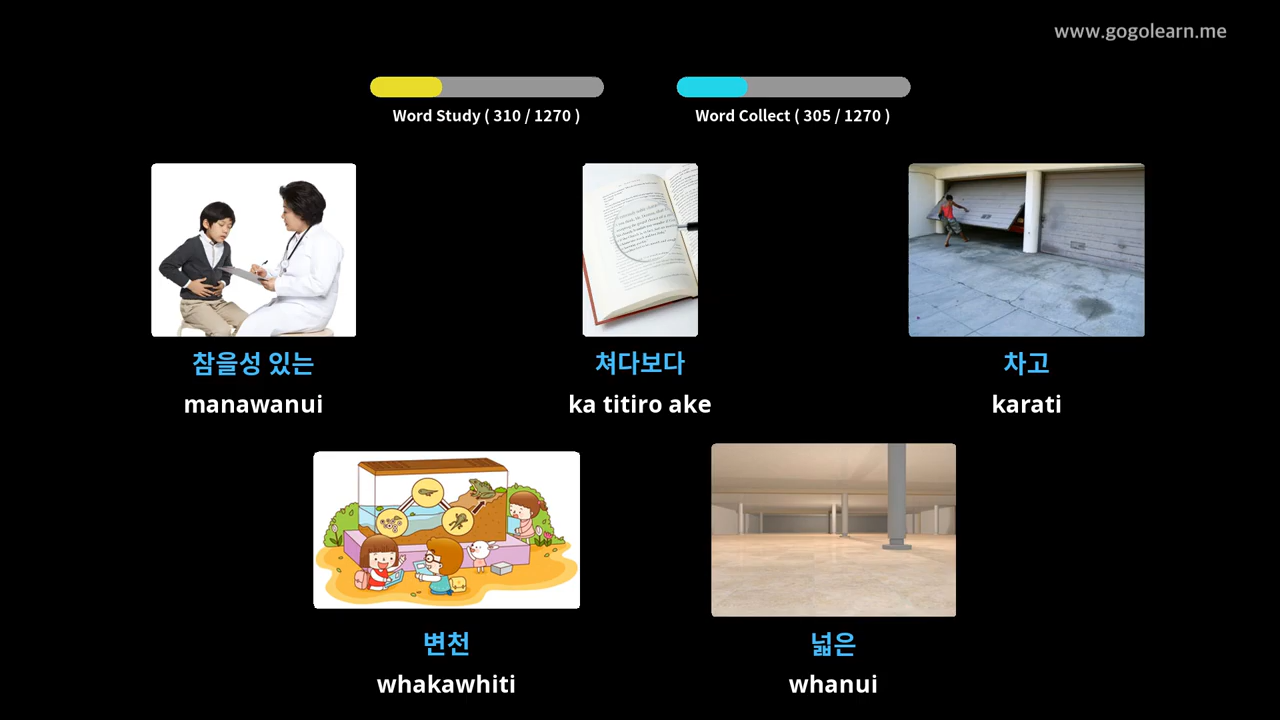 www.gogolearn.me
Word Study ( 310 / 1270 )
Word Collect ( 305 / 1270 )
참을성 있는
manawanui
쳐다보다
ka titiro ake
차고
karati
변천
whakawhiti
넓은
whanui